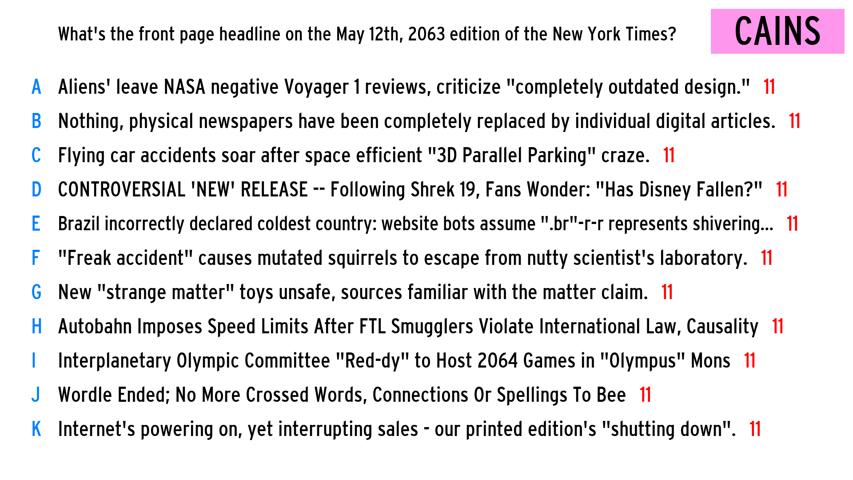 What's the front page headline on the May 12th, 2063 edition of the New York Times?
CAINS
A Aliens' leave NASA negative Voyager 1 reviews, criticize "completely outdated design." 11
B Nothing, physical newspapers have been completely replaced by individual digital articles. 11
C Flying car accidents soar after space efficient "3D Parallel Parking" craze. 11
D CONTROVERSIAL 'NEW' RELEASE -- Following Shrek 19, Fans Wonder: "Has Disney Fallen?" 11
E Brazil incorrectly declared coldest country: website bots assume ".br"-r-r represents shivering... 11
F "Freak accident" causes mutated squirrels to escape from nutty scientist's laboratory. 11
G New "strange matter" toys unsafe, sources familiar with the matter claim. 11
H Autobahn Imposes Speed Limits After FTL Smugglers Violate International Law, Causality 11
I Interplanetary Olympic Committee "Red-dy" to Host 2064 Games in "Olympus" Mons 11
J Wordle Ended; No More Crossed Words, Connections Or Spellings To Bee 11
K Internet's powering on, yet interrupting sales - our printed edition's "shutting down". 11